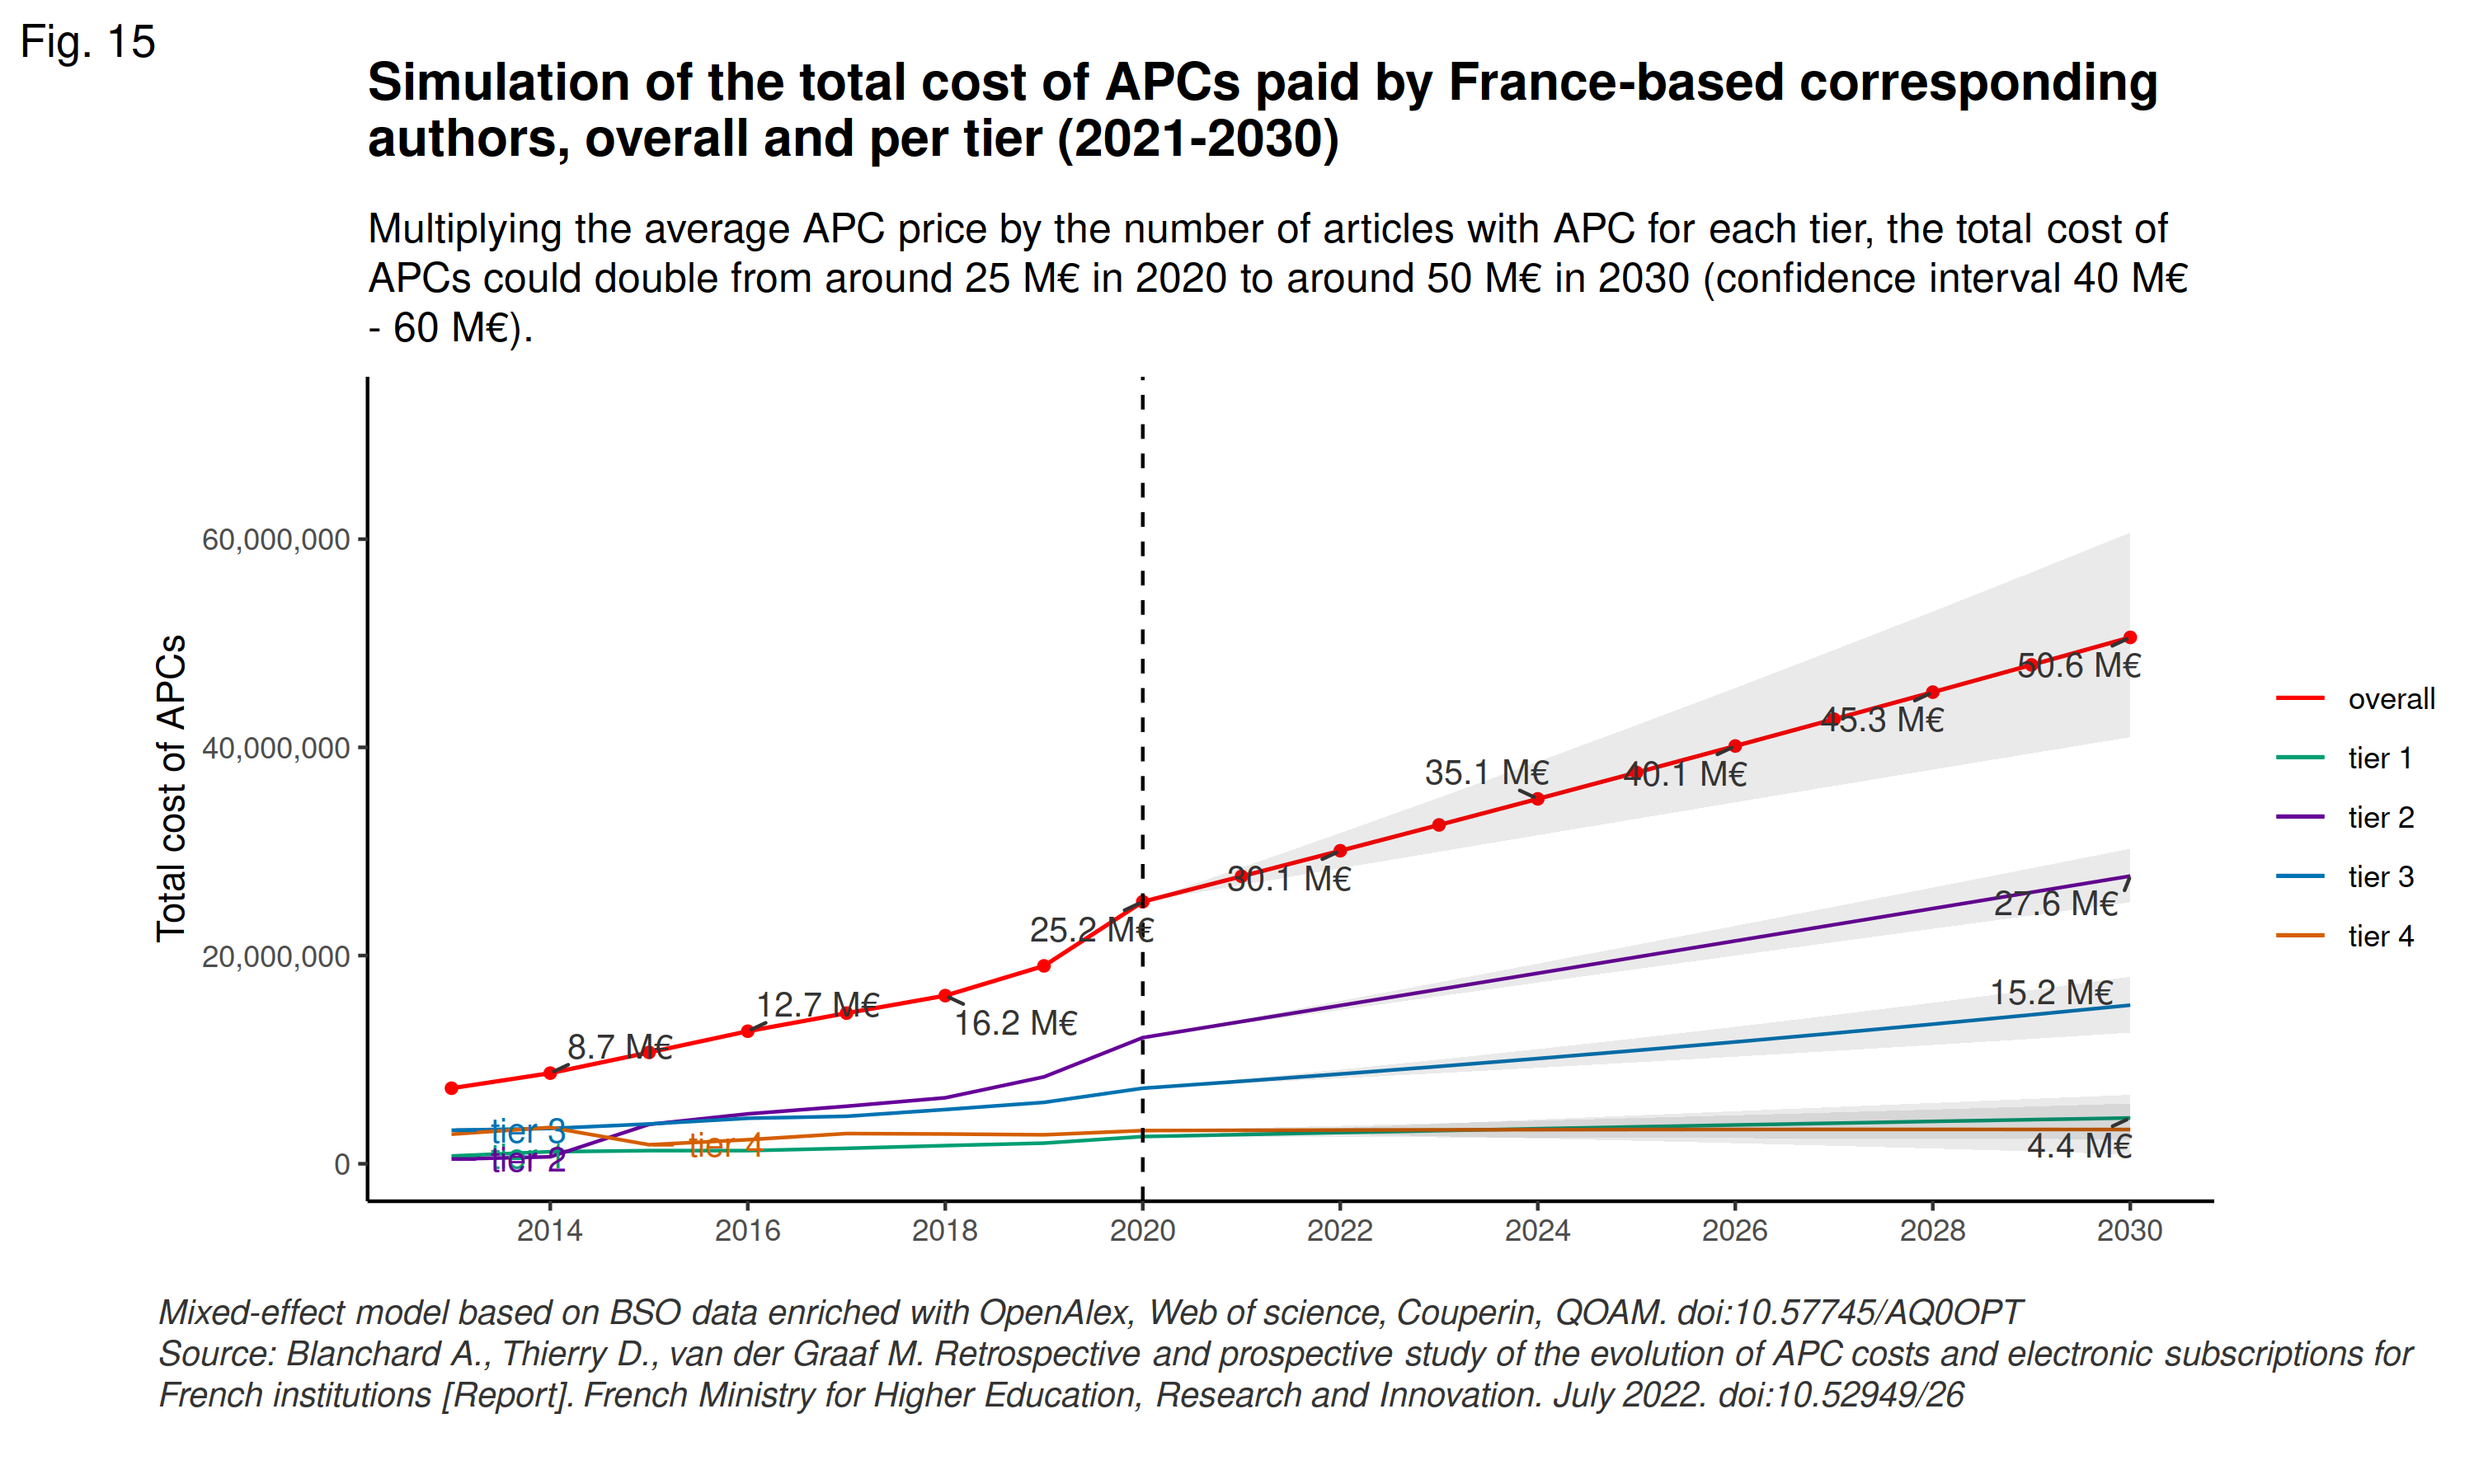 Fig. 15
Simulation of the total cost of APCs paid by France-based corresponding
authors, overall and per tier (2021-2030)
Multiplying the average APC price by the number of articles with APC for each tier, the total cost of
APCs could double from around 25 M€ in 2020 to around 50 M€ in 2030 (confidence interval 40 M€
- 60 M€).
Total cost of APCs
60,000,000
40,000,000
20,000,000
0
8.7 M€
12.7 M€
16.2 M€
25.2 M€
30.1 M€
35.1 M€
40.1 M€
45.3 M€
50.6 M€
27.6 M€
15.2 M€
4.4 M€
tier 3
tier 2
tier 4
2014
2016
2018
2020
2022
2024
2026
2028
2030
overall
tier 1
tier 2
tier 3
tier 4
Mixed-effect model based on BSO data enriched with OpenAlex, Web of science, Couperin, QOAM. doi:10.57745/AQ0OPT
Source: Blanchard A., Thierry D., van der Graaf M. Retrospective and prospective study of the evolution of APC costs and electronic subscriptions for
French institutions [Report]. French Ministry for Higher Education, Research and Innovation. July 2022. doi:10.52949/26